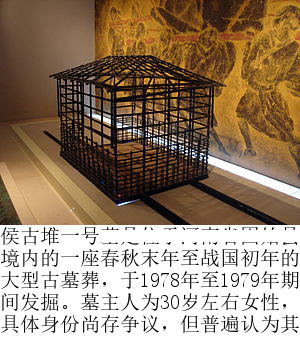 侯古堆一号
境内的一座春秋末年至战国初年的
大型古墓葬，于1978年至1979年期
间发掘。墓主人为30岁左右女性，
具体身份尚存争议，但普遍认为其